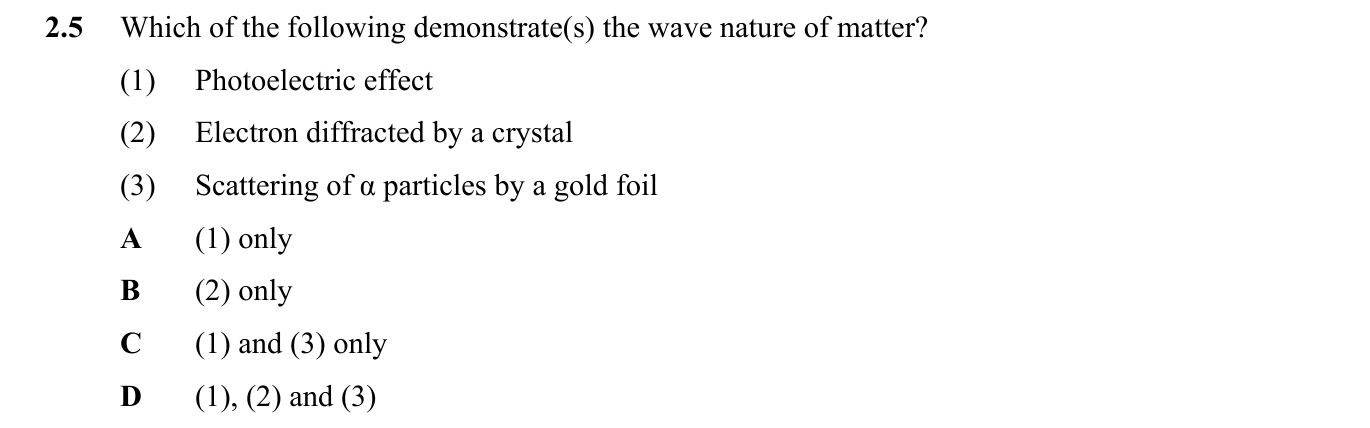 2.5 Which of the following demonstrate(s) the wave nature of matter?
(1) Photoelectric effect
(2) Electron diffracted by a crystal
(3) Scattering of α particles by a gold foil
A (1) only
B (2) only
C (1) and (3) only
D (1), (2) and (3)